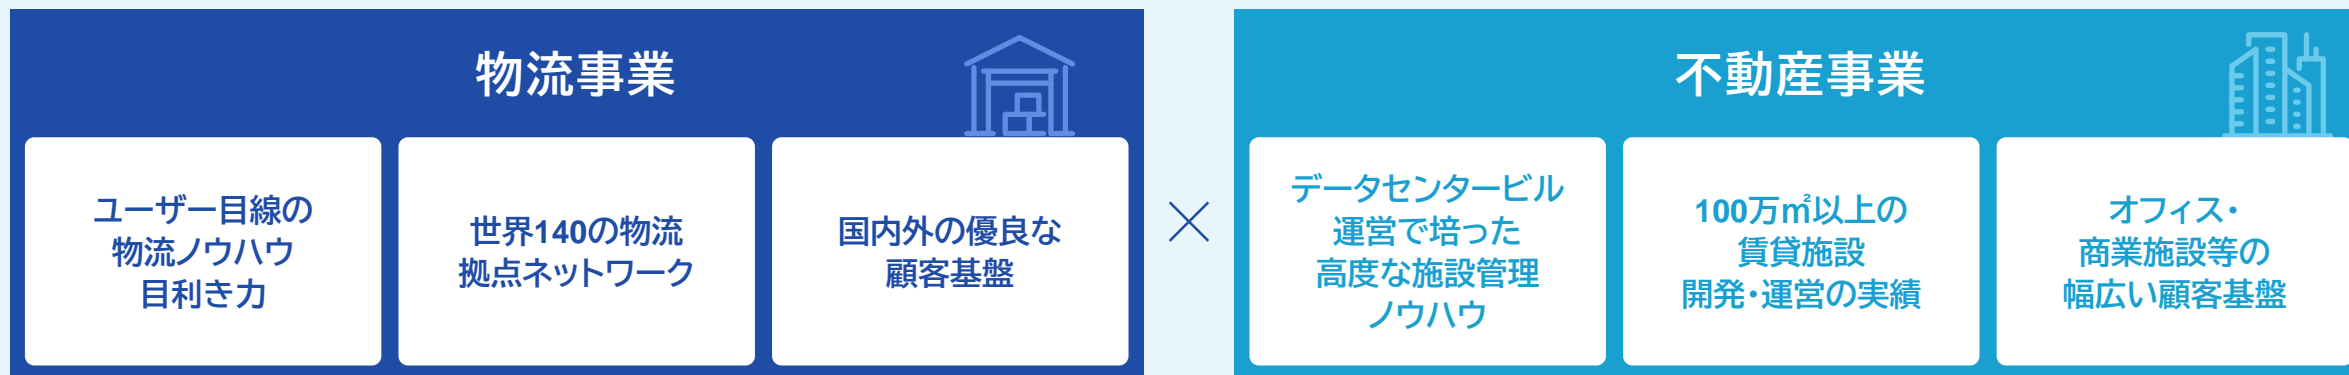 物流事業
ユーザー目線の
物流ノウハウ
目利き力
世界140の物流
拠点ネットワーク
国内外の優良な
顧客基盤
×
不動産事業
データセンタービル
運営で培った
高度な施設管理
ノウハウ
100万㎡以上の
賃貸施設
開発・運営の実績
オフィス・
商業施設等の
幅広い顧客基盤